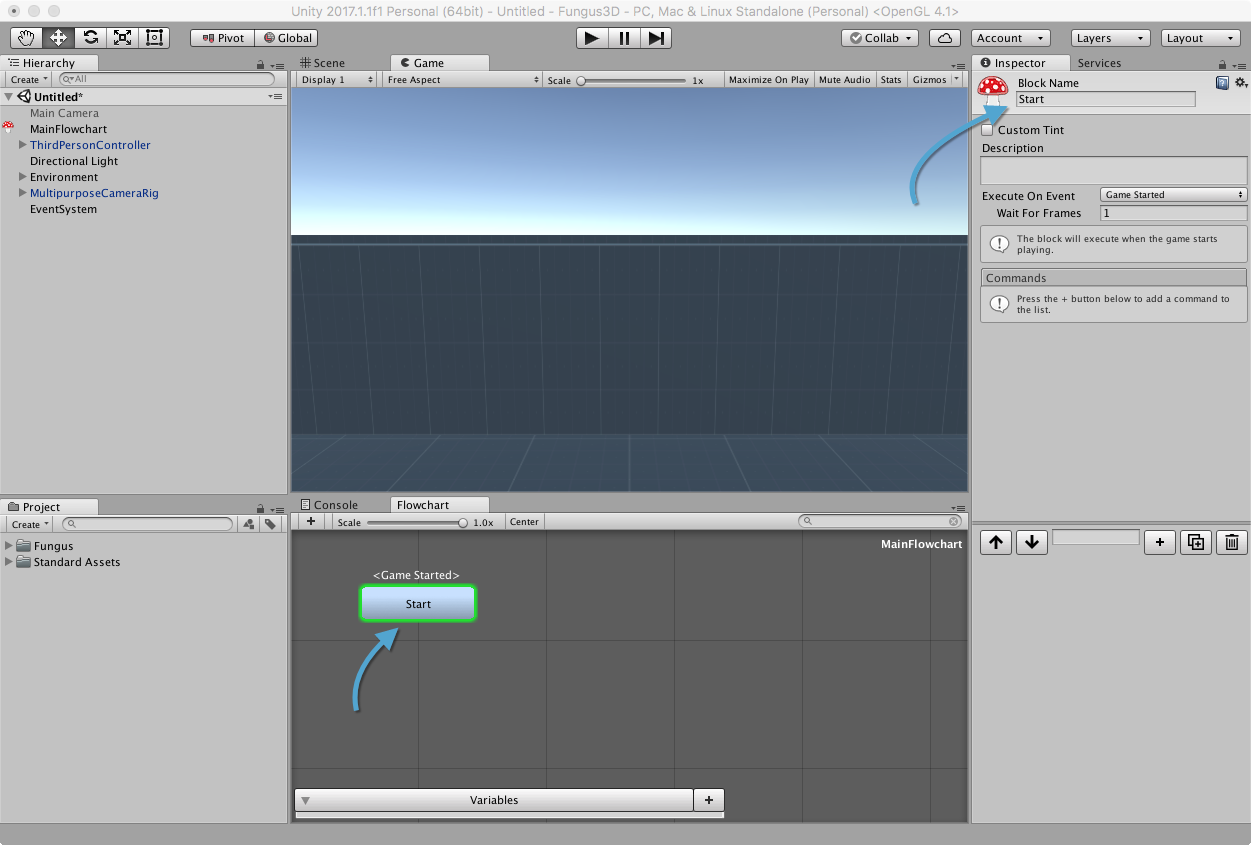 Unity 2017.1.1f1 Personal (64bit) - Untitled - Fungus3D - PC, Mac & Linux Standalone (Personal) <OpenGL 4.1>
Pivot Global Collab Account Layers Layout
Hierarchy
Create All
Untitled*
Main Camera
MainFlowchart
ThirdPersonController
Directional Light
Environment
MultipurposeCameraRig
EventSystem
Scene Game
Display 1 Free Aspect Scale 1x Maximize On Play Mute Audio Stats Gizmos
Inspector Services
Block Name
Start
Custom Tint
Description
Execute On Event Game Started
Wait For Frames 1
The block will execute when the game starts
playing.
Commands
Press the + button below to add a command to
the list.
Project
Create
Fungus
Standard Assets
Console Flowchart
+ Scale 1.0x Center
MainFlowchart
<Game Started>
Start
Variables +
+